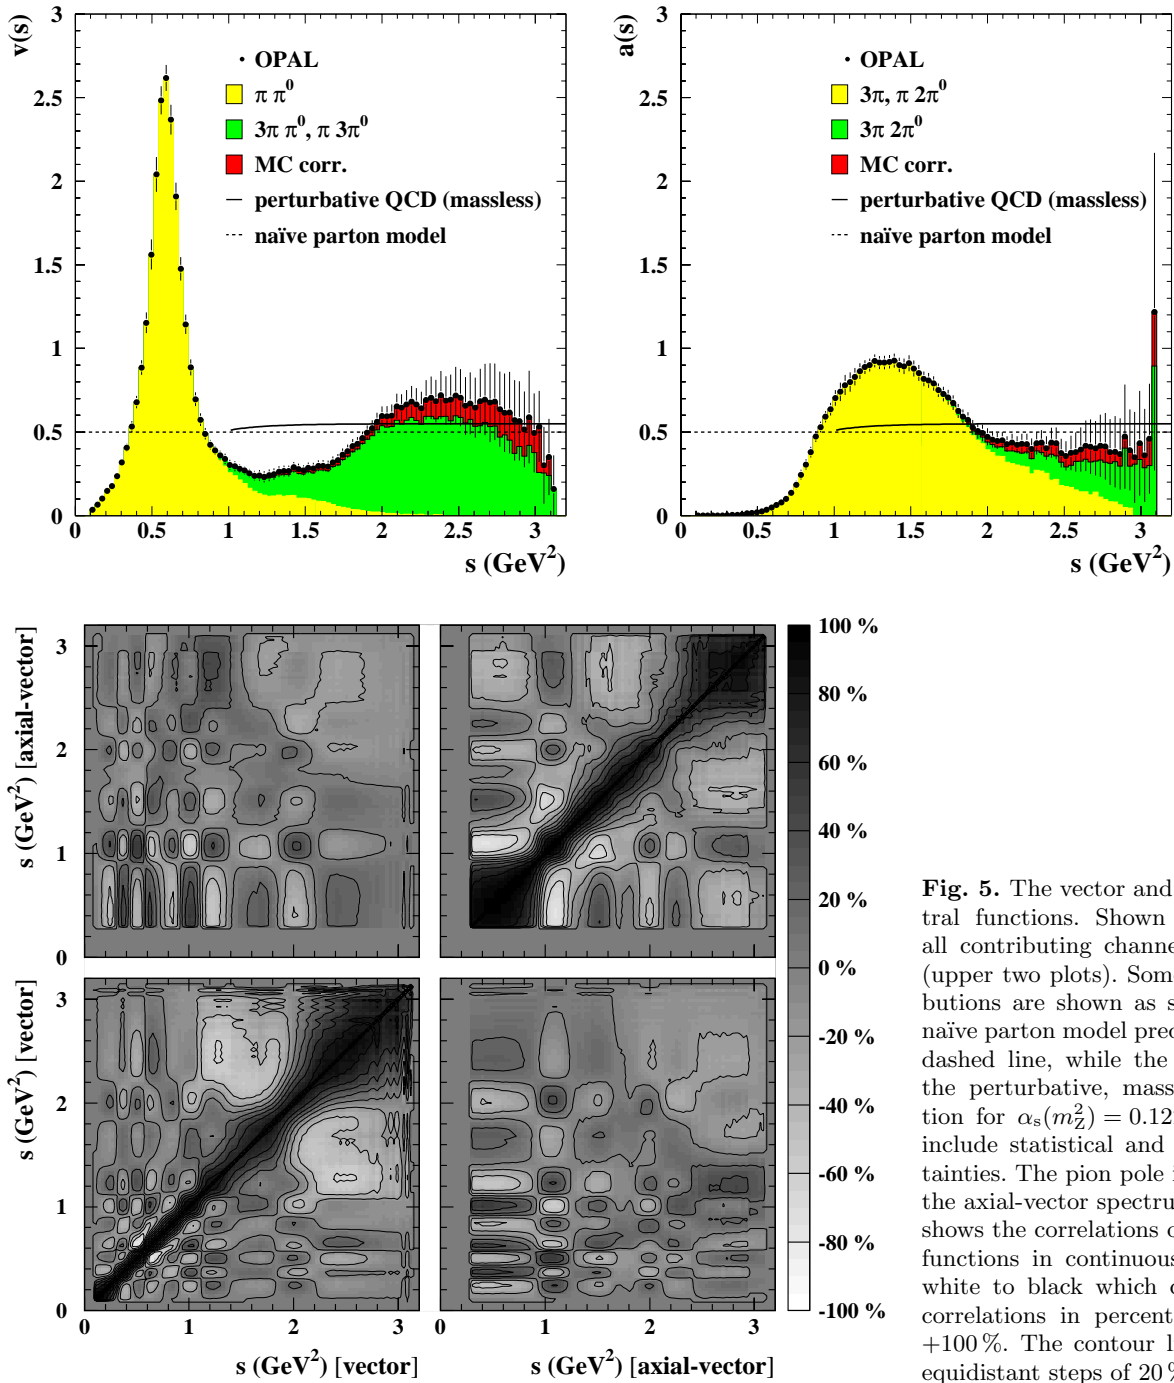 v(s)
3
2.5
2
1.5
1
0.5
0
OPAL
π π⁰
3π π⁰, π 3π⁰
MC corr.
perturbative QCD (massless)
naïve parton model
0 0.5 1 1.5 2 2.5 3
s (GeV²)
a(s)
3
2.5
2
1.5
1
0.5
0
OPAL
3π, π 2π⁰
3π 2π⁰
MC corr.
perturbative QCD (massless)
naïve parton model
0 0.5 1 1.5 2 2.5 3
s (GeV²)
s (GeV²) [axial-vector]
3
2
1
0
100 %
80 %
60 %
40 %
20 %
0 %
-20 %
-40 %
-60 %
-80 %
-100 %
s (GeV²) [vector]
3
2
1
0
0 1 2 3
s (GeV²) [vector]
0 1 2 3
s (GeV²) [axial-vector]
Fig. 5. The vector and
tral functions. Shown
all contributing channe
(upper two plots). Some
butions are shown as s
naïve parton model pred
dashed line, while the
the perturbative, mass
tion for αs(m²Z) = 0.12
include statistical and
tainties. The pion pole i
the axial-vector spectru
shows the correlations o
functions in continuous
white to black which c
correlations in percent
+100 %. The contour l
equidistant steps of 20 %